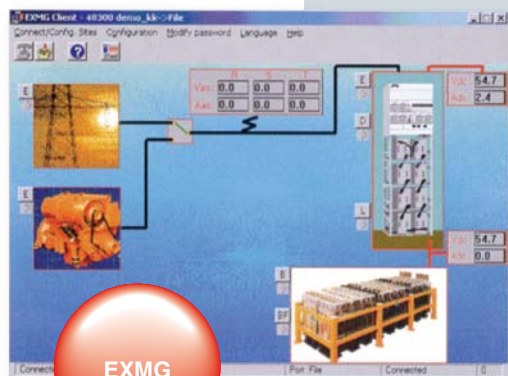 EXMG Client - 48300 demo_kk->File
Connect/Config. Sites Configuration Modify password Language Help
R S T
Vac: 0.0 0.0 0.0
Aac: 0.0 0.0 0.0
E
E
E
D
L
Vdc 54.7
Adc 2.4
Vdc 54.7
Adc 0.0
B
BF
EXMG
Port :File Connected 0